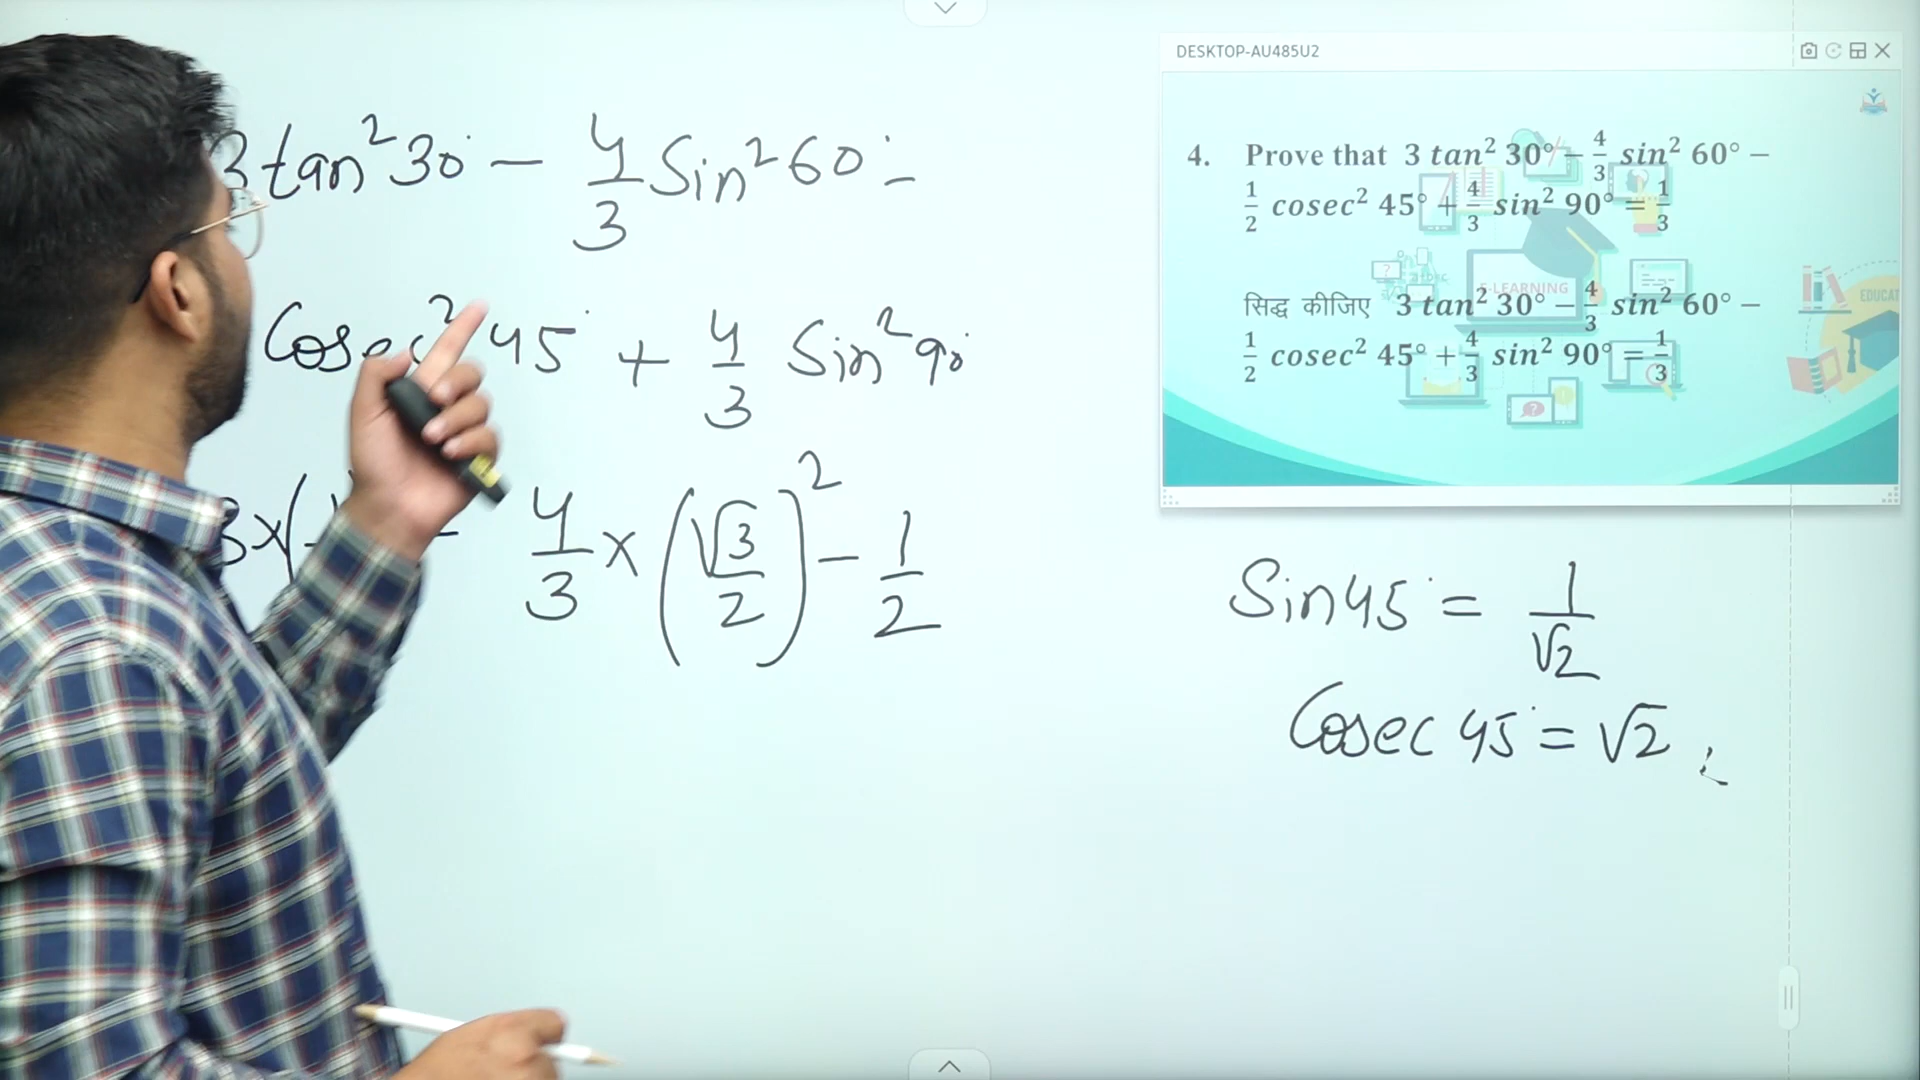 3 tan² 30° - 4/3 Sin² 60° -
Cosec² 45° + 4/3 Sin² 90°
3 × ( - 4/3 × (√3/2)² - 1/2
DESKTOP-AU485U2
4. Prove that 3 tan² 30° – 4/3 sin² 60° –
1/2 cosec² 45° + 4/3 sin² 90° = 1/3
E-LEARNING
EDUCAT
सिद्ध कीजिए 3 tan² 30° – 4/3 sin² 60° –
1/2 cosec² 45° + 4/3 sin² 90° = 1/3
Sin 45° = 1/√2
Cosec 45° = √2